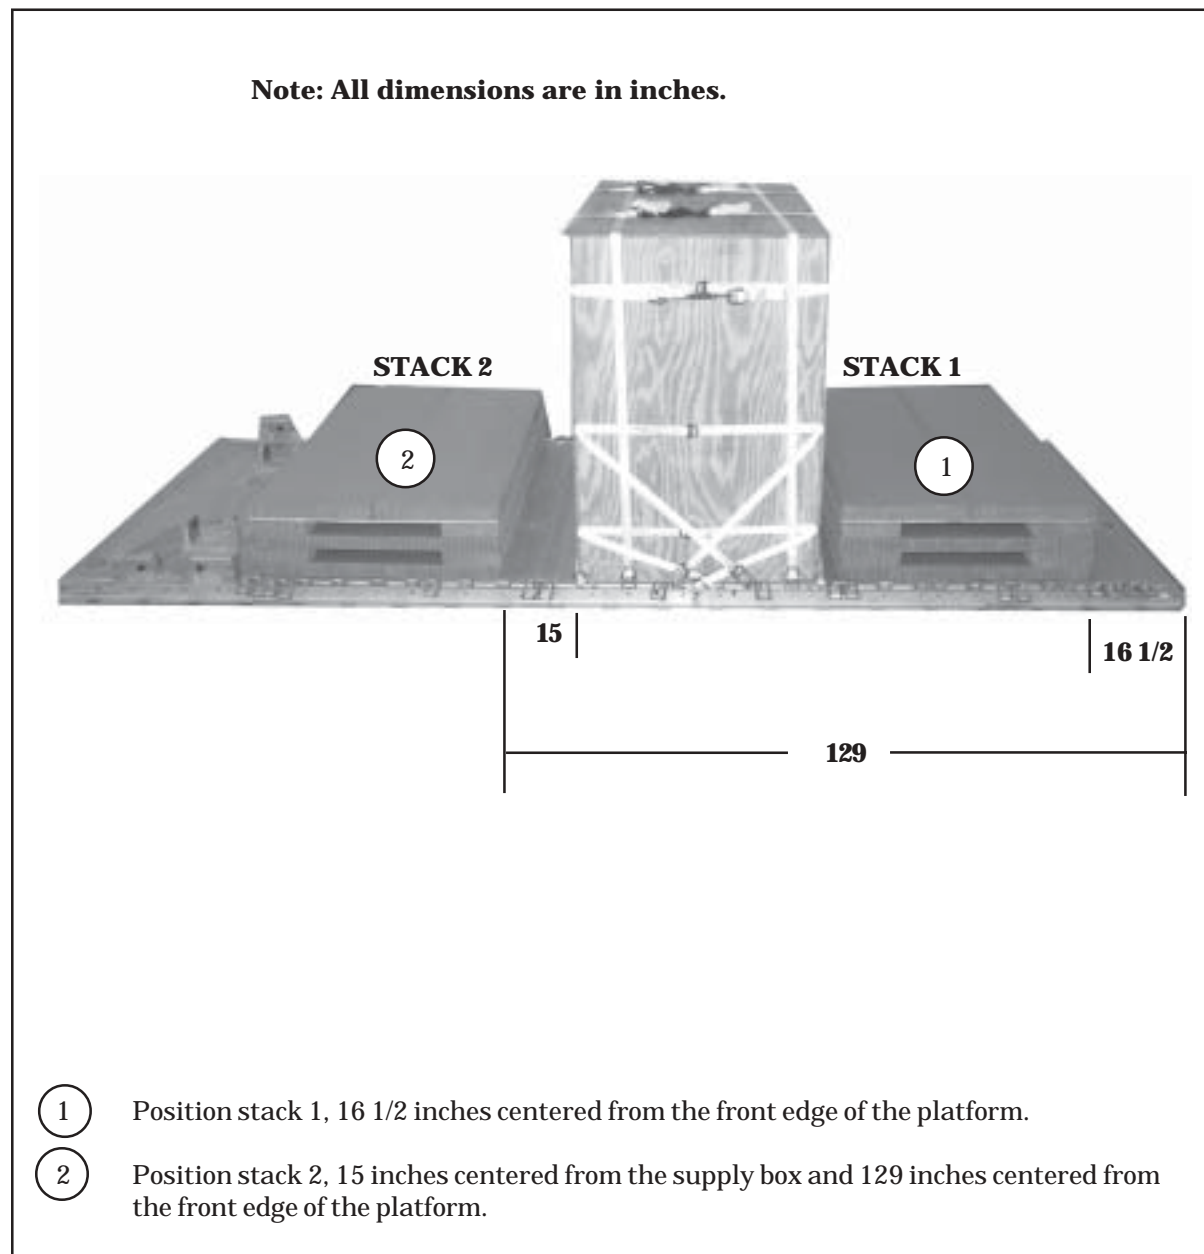 Note: All dimensions are in inches.
STACK 2
STACK 1
2
1
15
16 1/2
129
1 Position stack 1, 16 1/2 inches centered from the front edge of the platform.
2 Position stack 2, 15 inches centered from the supply box and 129 inches centered from
the front edge of the platform.